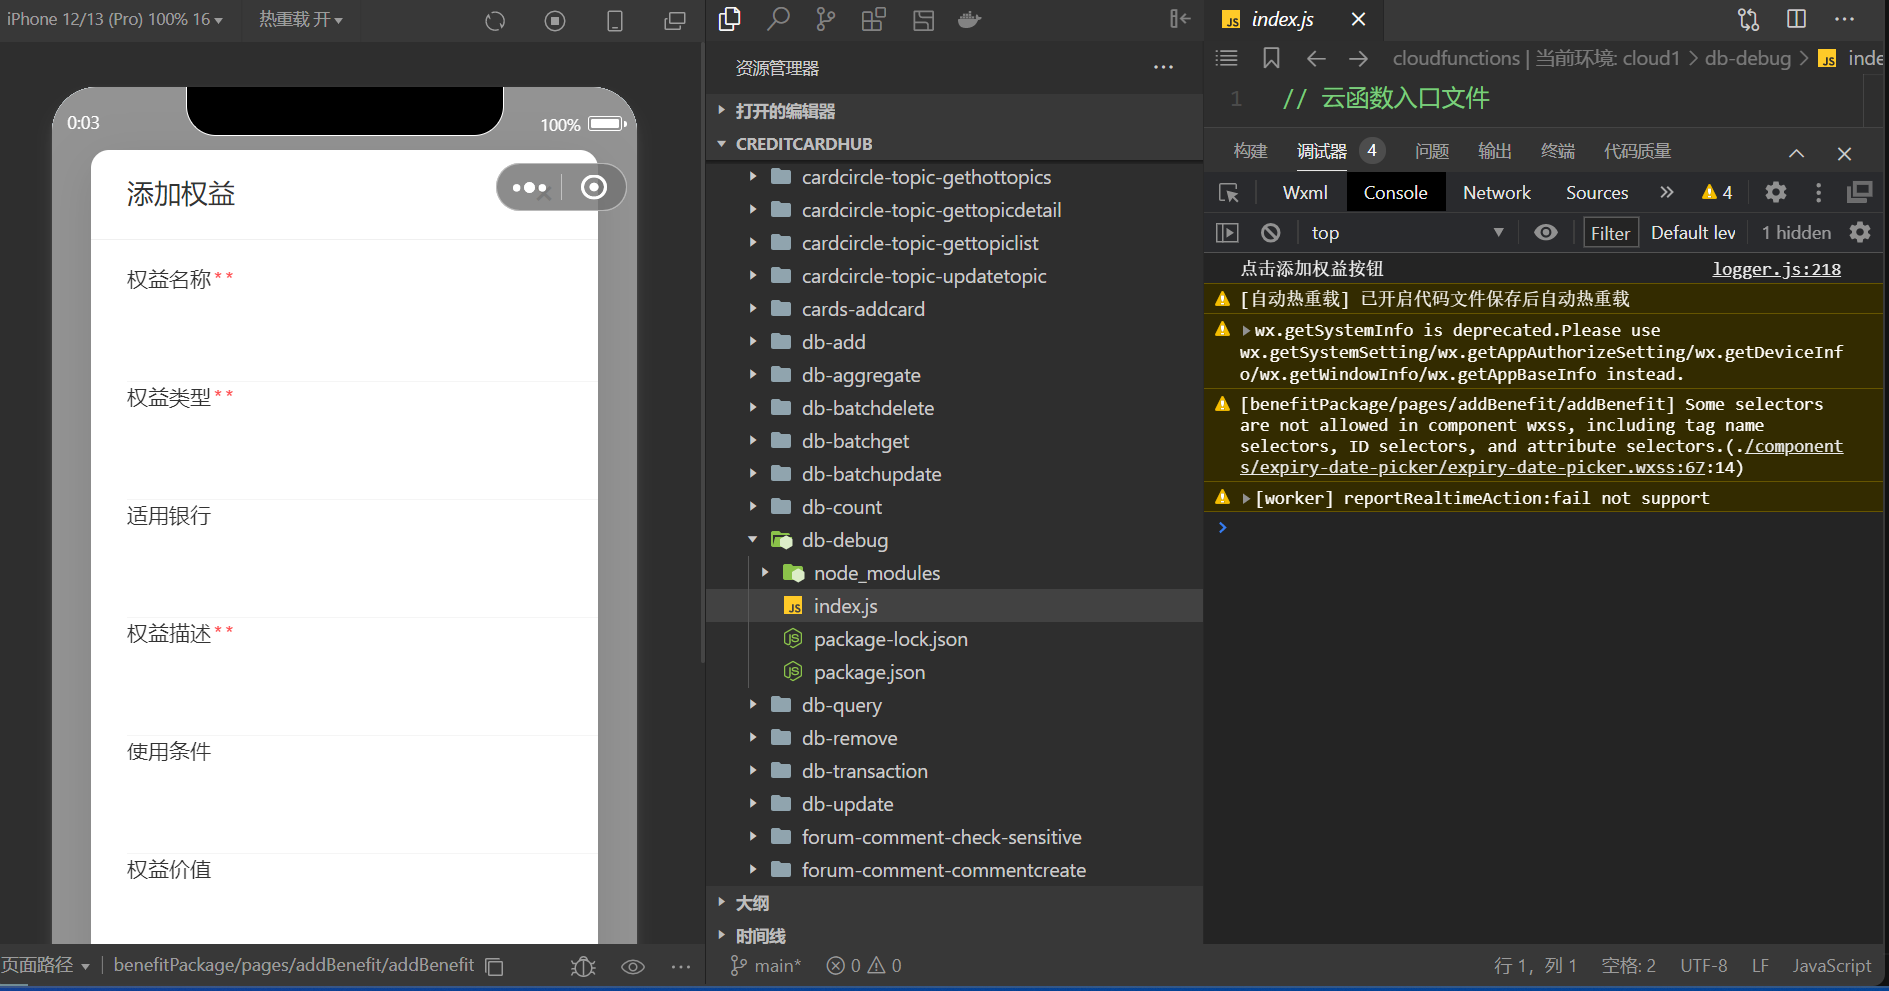 iPhone 12/13 (Pro) 100% 16
热重载 开
0:03
100%
添加权益
权益名称**
权益类型**
适用银行
权益描述**
使用条件
权益价值
页面路径
benefitPackage/pages/addBenefit/addBenefit
资源管理器
打开的编辑器
CREDITCARDHUB
cardcircle-topic-gethottopics
cardcircle-topic-gettopicdetail
cardcircle-topic-gettopiclist
cardcircle-topic-updatetopic
cards-addcard
db-add
db-aggregate
db-batchdelete
db-batchget
db-batchupdate
db-count
db-debug
node_modules
JS index.js
package-lock.json
package.json
db-query
db-remove
db-transaction
db-update
forum-comment-check-sensitive
forum-comment-commentcreate
大纲
时间线
main*
0
0
JS index.js
cloudfunctions | 当前环境: cloud1 > db-debug > JS inde
1 // 云函数入口文件
构建 调试器 4 问题 输出 终端 代码质量
Wxml Console Network Sources » 4
top Filter Default lev 1 hidden
点击添加权益按钮 logger.js:218
[自动热重载] 已开启代码文件保存后自动热重载
wx.getSystemInfo is deprecated.Please use
wx.getSystemSetting/wx.getAppAuthorizeSetting/wx.getDeviceInf
o/wx.getWindowInfo/wx.getAppBaseInfo instead.
[benefitPackage/pages/addBenefit/addBenefit] Some selectors
are not allowed in component wxss, including tag name
selectors, ID selectors, and attribute selectors.(./component
s/expiry-date-picker/expiry-date-picker.wxss:67:14)
[worker] reportRealtimeAction:fail not support
行 1，列 1 空格: 2 UTF-8 LF JavaScript